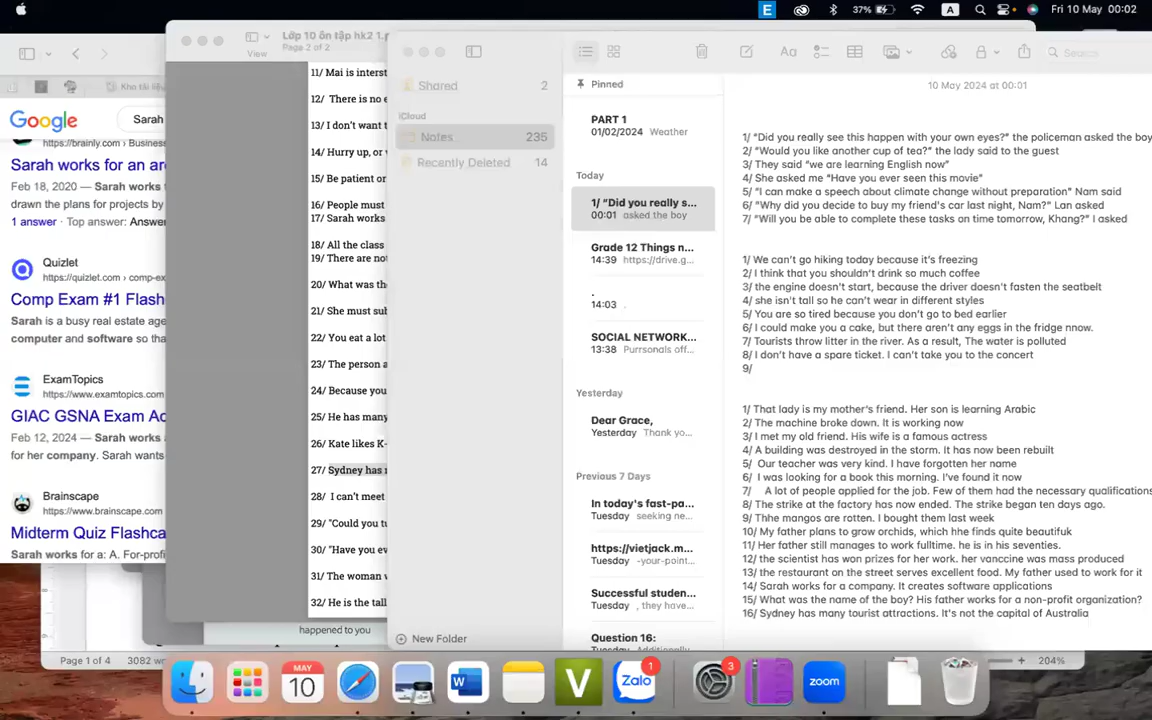 37%
A
Fri 10 May 00:02
E
View
Lớp 10 ôn tập hk2 1.
Page 2 of 2
Shared 2
iCloud
Notes 235
Recently Deleted 14
New Folder
Aa
Search
Kho tài liệu
Google
Sarah
https://brainly.com › Business
Sarah works for an
Feb 18, 2020 — Sarah works
drawn the plans for projects by
1 answer · Top answer: Answer
Quizlet
https://quizlet.com › comp-ex
Comp Exam #1 Flash
Sarah is a busy real estate age
computer and software so tha
ExamTopics
https://www.examtopics.com
GIAC GSNA Exam Ac
Feb 12, 2024 — Sarah works
for her company. Sarah wants
Brainscape
https://www.brainscape.com
Midterm Quiz Flashca
Sarah works for: A. For-profi
11/ Mai is interst
12/ There is no e
13/ I don't want t
14/ Hurry up, or
15/ Be patient or
16/ People must
17/ Sarah works
18/ All the class
19/ There are no
20/ What was the
21/ She must sub
22/ You eat a lot
23/ The person a
24/ Because you
25/ He has many
26/ Kate likes K-
27/ Sydney has
28/ I can't meet
29/ "Could you tu
30/ "Have you ev
31/ The woman
32/ He is the tall
happened to you
Page 1 of 4 3082
204%
Pinned
PART 1
01/02/2024 Weather
Today
1/ “Did you really s...
00:01 asked the boy
Grade 12 Things n...
14:39 https://drive.g...
.
14:03 .
SOCIAL NETWORK...
13:38 Purrsonals off...
Yesterday
Dear Grace,
Yesterday Thank yo...
Previous 7 Days
In today's fast-pa...
Tuesday seeking ne...
https://vietjack.m...
Tuesday -your-point...
Successful studen...
Tuesday , they have...
Question 16:
10 May 2024 at 00:01
1/ “Did you really see this happen with your own eyes?” the policeman asked the boy
2/ “Would you like another cup of tea?” the lady said to the guest
3/ They said “we are learning English now”
4/ She asked me “Have you ever seen this movie”
5/ “I can make a speech about climate change without preparation” Nam said
6/ “Why did you decide to buy my friend's car last night, Nam?” Lan asked
7/ “Will you be able to complete these tasks on time tomorrow, Khang?” I asked
1/ We can't go hiking today because it's freezing
2/ I think that you shouldn't drink so much coffee
3/ the engine doesn't start, because the driver doesn't fasten the seatbelt
4/ she isn't tall so he can't wear in different styles
5/ You are so tired because you don't go to bed earlier
6/ I could make you a cake, but there aren't any eggs in the fridge nnow.
7/ Tourists throw litter in the river. As a result, The water is polluted
8/ I don't have a spare ticket. I can't take you to the concert
9/
1/ That lady is my mother's friend. Her son is learning Arabic
2/ The machine broke down. It is working now
3/ I met my old friend. His wife is a famous actress
4/ A building was destroyed in the storm. It has now been rebuilt
5/ Our teacher was very kind. I have forgotten her name
6/ I was looking for a book this morning. I've found it now
7/ A lot of people applied for the job. Few of them had the necessary qualifications
8/ The strike at the factory has now ended. The strike began ten days ago.
9/ Thhe mangos are rotten. I bought them last week
10/ My father plans to grow orchids, which hhe finds quite beautifuk
11/ Her father still manages to work fulltime. he is in his seventies.
12/ the scientist has won prizes for her work. her vanccine was mass produced
13/ the restaurant on the street serves excellent food. My father used to work for it
14/ Sarah works for a company. It creates software applications
15/ What was the name of the boy? His father works for a non-profit organization?
16/ Sydney has many tourist attractions. It's not the capital of Australia
MAY
10
W
V
Zalo
1
3
zoom